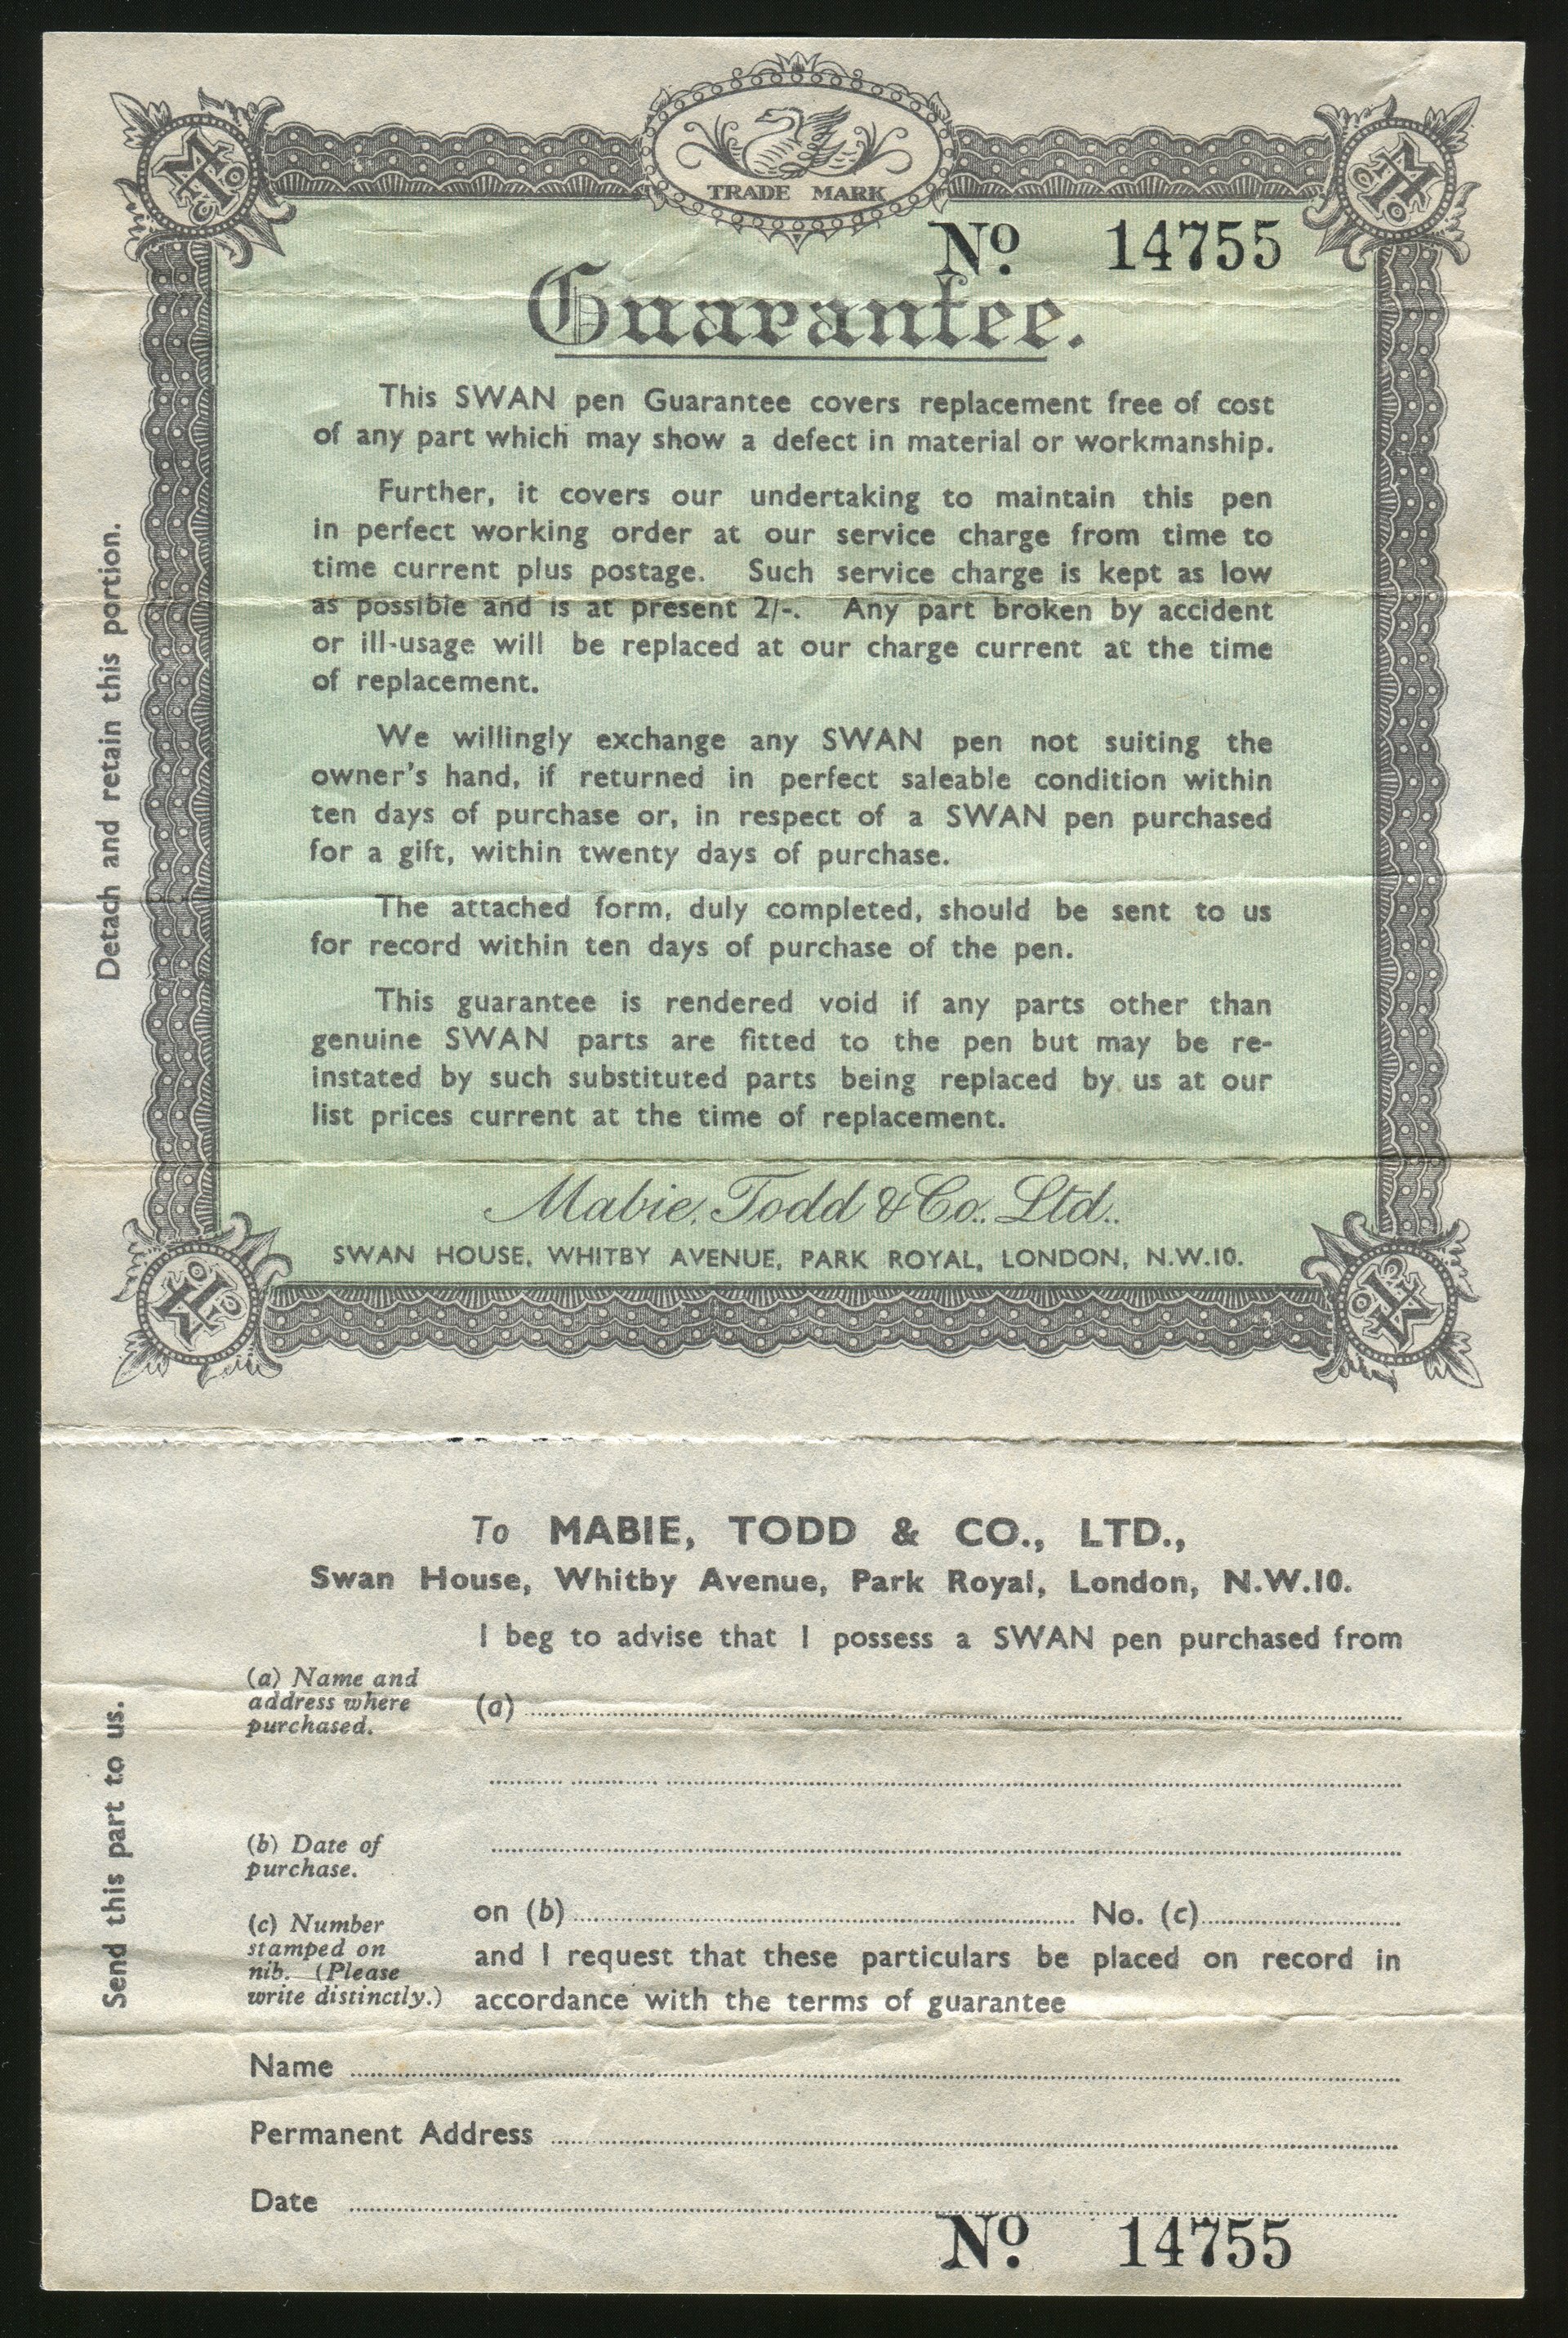 TRADE MARK
No. 14755
Guarantee.
This SWAN pen Guarantee covers replacement free of cost
of any part which may show a defect in material or workmanship.
Further, it covers our undertaking to maintain this pen
in perfect working order at our service charge from time to
time current plus postage. Such service charge is kept as low
as possible and is at present 2/-. Any part broken by accident
or ill-usage will be replaced at our charge current at the time
of replacement.
We willingly exchange any SWAN pen not suiting the
owner's hand, if returned in perfect saleable condition within
ten days of purchase or, in respect of a SWAN pen purchased
for a gift, within twenty days of purchase.
The attached form, duly completed, should be sent to us
for record within ten days of purchase of the pen.
This guarantee is rendered void if any parts other than
genuine SWAN parts are fitted to the pen but may be re-
instated by such substituted parts being replaced by us at our
list prices current at the time of replacement.
Mabie, Todd & Co. Ltd.
SWAN HOUSE, WHITBY AVENUE, PARK ROYAL, LONDON, N.W.10.
Detach and retain this portion.
To MABIE, TODD & CO., LTD.,
Swan House, Whitby Avenue, Park Royal, London, N.W.10.
I beg to advise that I possess a SWAN pen purchased from
(a) Name and
address where
purchased.
(a)
(b) Date of
purchase.
on (b) No. (c)
(c) Number
stamped on
nib. (Please
write distinctly.)
and I request that these particulars be placed on record in
accordance with the terms of guarantee
Name
Permanent Address
Date
No. 14755
Send this part to us.